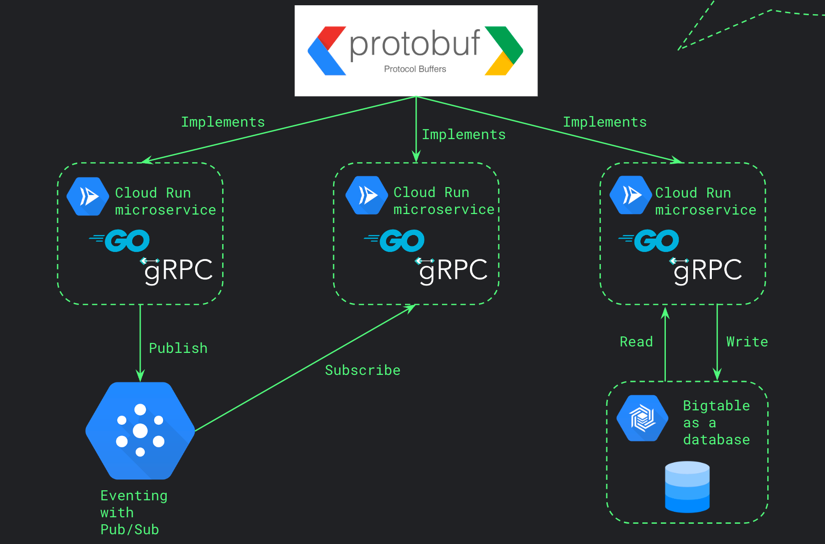 protobuf
Protocol Buffers
Implements
Implements
Implements
Cloud Run
microservice
GO
gRPC
Cloud Run
microservice
GO
gRPC
Cloud Run
microservice
GO
gRPC
Publish
Subscribe
Read
Write
Eventing
with
Pub/Sub
Bigtable
as a
database